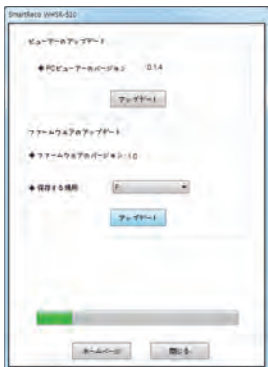 SmartReco WHSR-510
ビューアーのアップデート
◆PCビューアーのバージョン 0.1.4
アップデート
ファームウェアのアップデート
◆ファームウェアのバージョン 1.0
◆保存する場所 F:
アップデート
ホームページ 閉じる